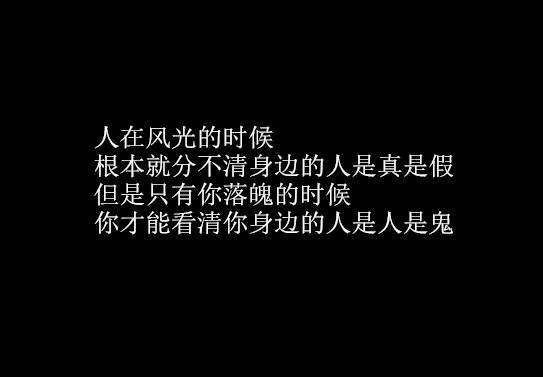 人在风光的时候
根本就分不清身边的人是真是假
但是只有你落魄的时候
你才能看清你身边的人是人是鬼